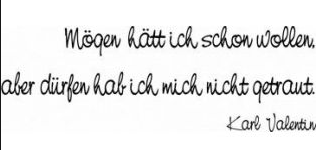 Mögen hätt ich schon wollen,
aber dürfen hab ich mich nicht getraut.
Karl Valentin